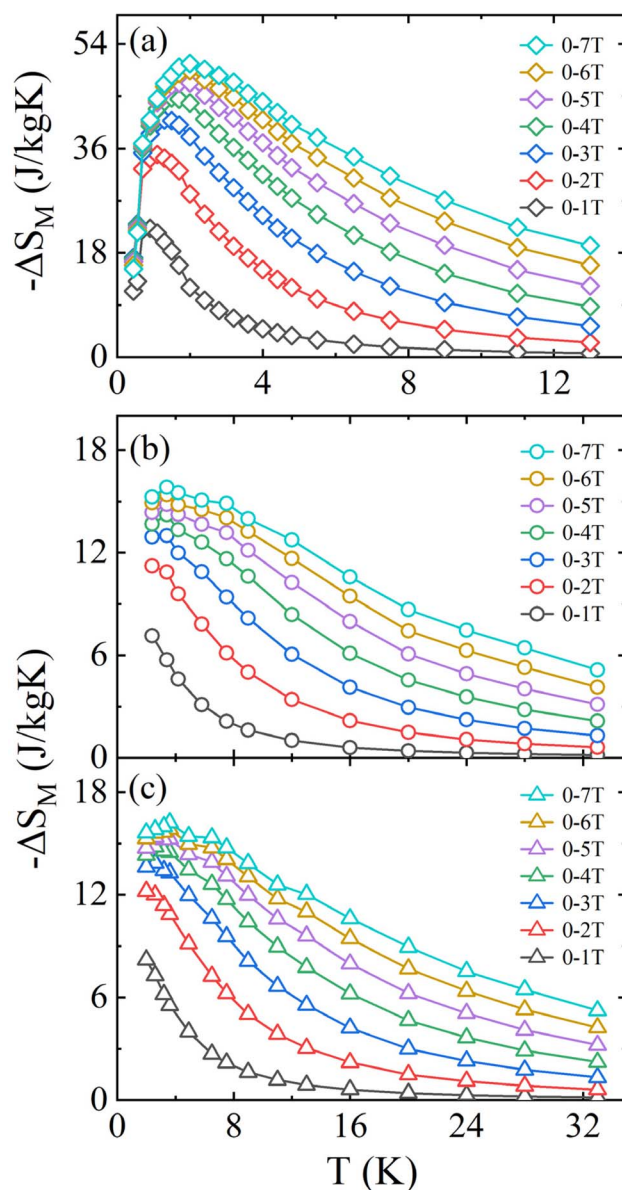 (a)
54
36
18
0
-ΔS_M (J/kgK)
0-7T
0-6T
0-5T
0-4T
0-3T
0-2T
0-1T
0 4 8 12
(b)
18
12
6
0
0-7T
0-6T
0-5T
0-4T
0-3T
0-2T
0-1T
-ΔS_M (J/kgK)
(c)
18
12
6
0
0-7T
0-6T
0-5T
0-4T
0-3T
0-2T
0-1T
0 8 16 24 32
T (K)